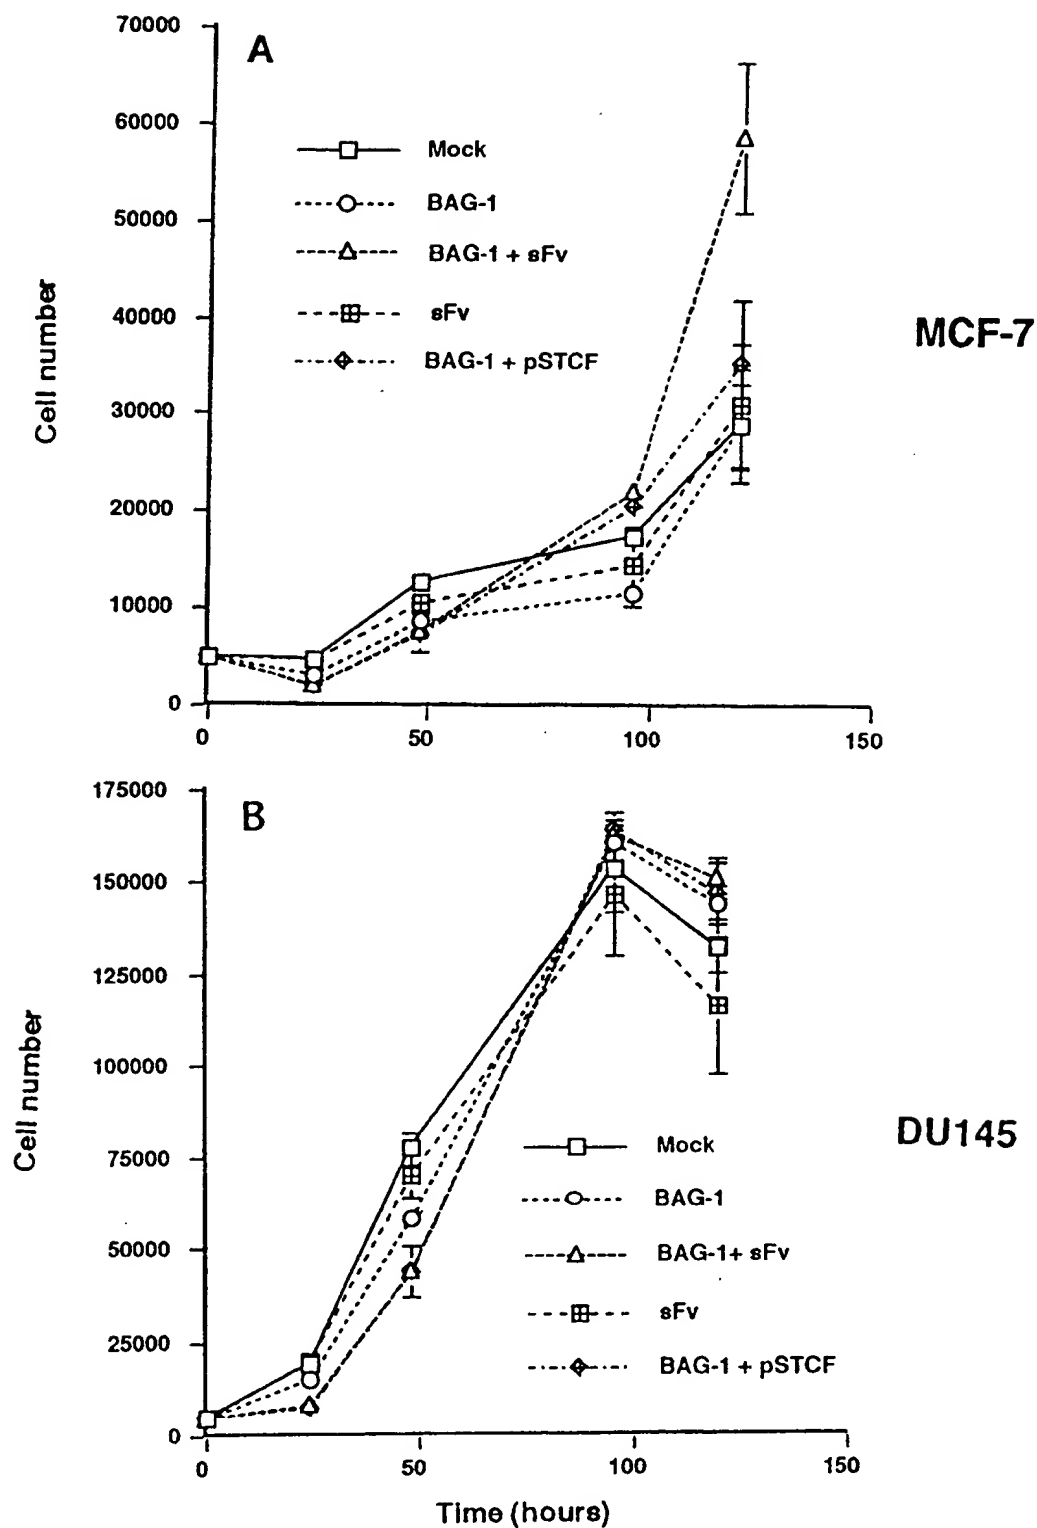 70000
A
60000
Mock
BAG-1
50000
BAG-1 + sFv
sFv
40000
BAG-1 + pSTCF
MCF-7
Cell number
30000
20000
10000
0
0 50 100 150
175000
B
150000
125000
100000
Cell number
DU145
75000
Mock
BAG-1
50000
BAG-1+ sFv
sFv
25000
BAG-1 + pSTCF
0
0 50 100 150
Time (hours)